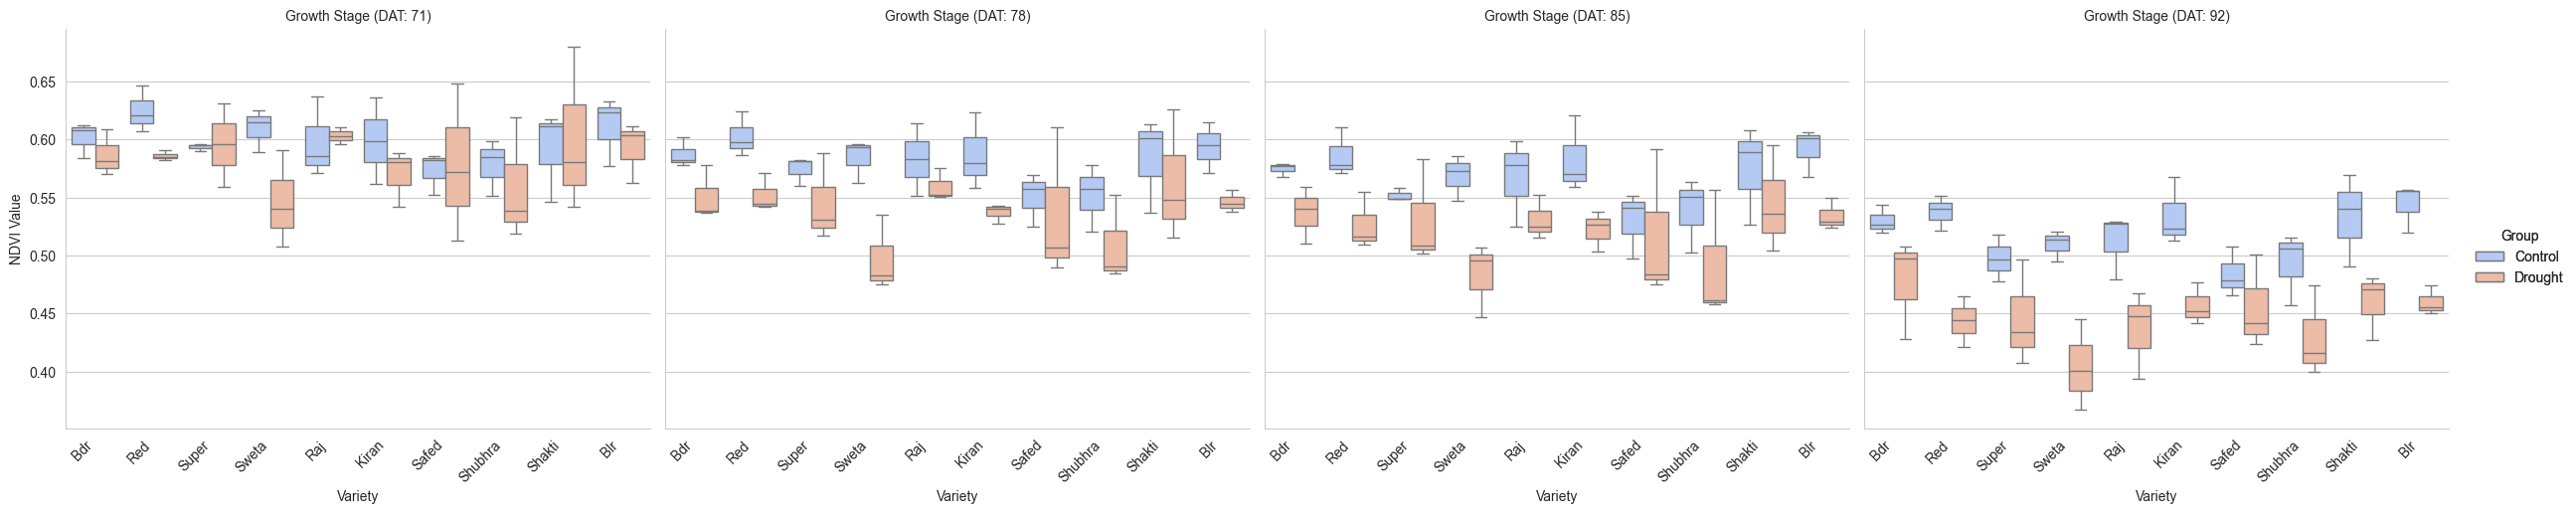 Growth Stage (DAT: 71)
Growth Stage (DAT: 78)
Growth Stage (DAT: 85)
Growth Stage (DAT: 92)
NDVI Value
0.65
0.60
0.55
0.50
0.45
0.40
Bdr Red Super Sweta Raj Kiran Safed Shubhra Shakti Blr
Bdr Red Super Sweta Raj Kiran Safed Shubhra Shakti Blr
Bdr Red Super Sweta Raj Kiran Safed Shubhra Shakti Blr
Bdr Red Super Sweta Raj Kiran Safed Shubhra Shakti Blr
Variety
Variety
Variety
Variety
Group
Control
Drought